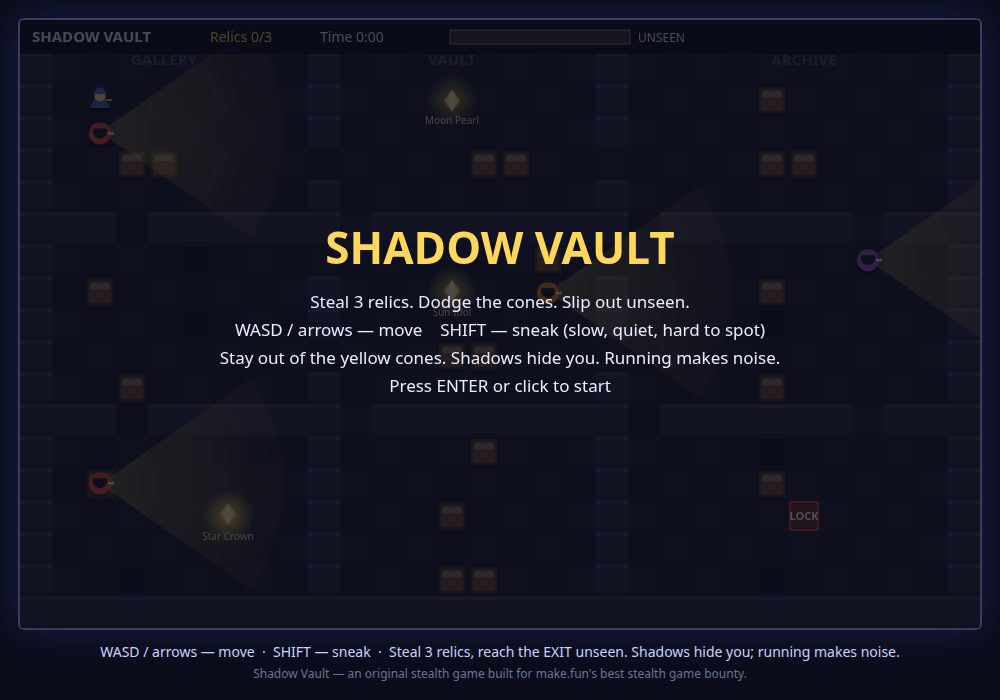 SHADOW VAULT Relics 0/3 Time 0:00 UNSEEN
GALLERY VAULT ARCHIVE
Moon Pearl
SHADOW VAULT
Steal 3 relics. Dodge the cones. Slip out unseen.
Sun Idol
WASD / arrows — move SHIFT — sneak (slow, quiet, hard to spot)
Stay out of the yellow cones. Shadows hide you. Running makes noise.
Press ENTER or click to start
LOCK
Star Crown
WASD / arrows — move · SHIFT — sneak · Steal 3 relics, reach the EXIT unseen. Shadows hide you; running makes noise.
Shadow Vault — an original stealth game built for make.fun's best stealth game bounty.